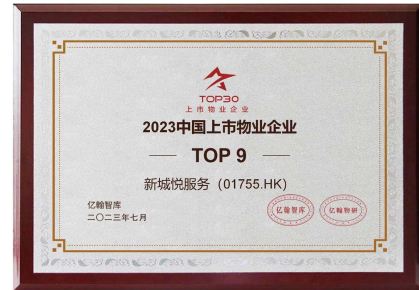 TOP30
上市物业企业
2023中国上市物业企业
TOP 9
新城悦服务（01755.HK）
亿翰智库
二〇二三年七月
亿翰智库
亿翰物研